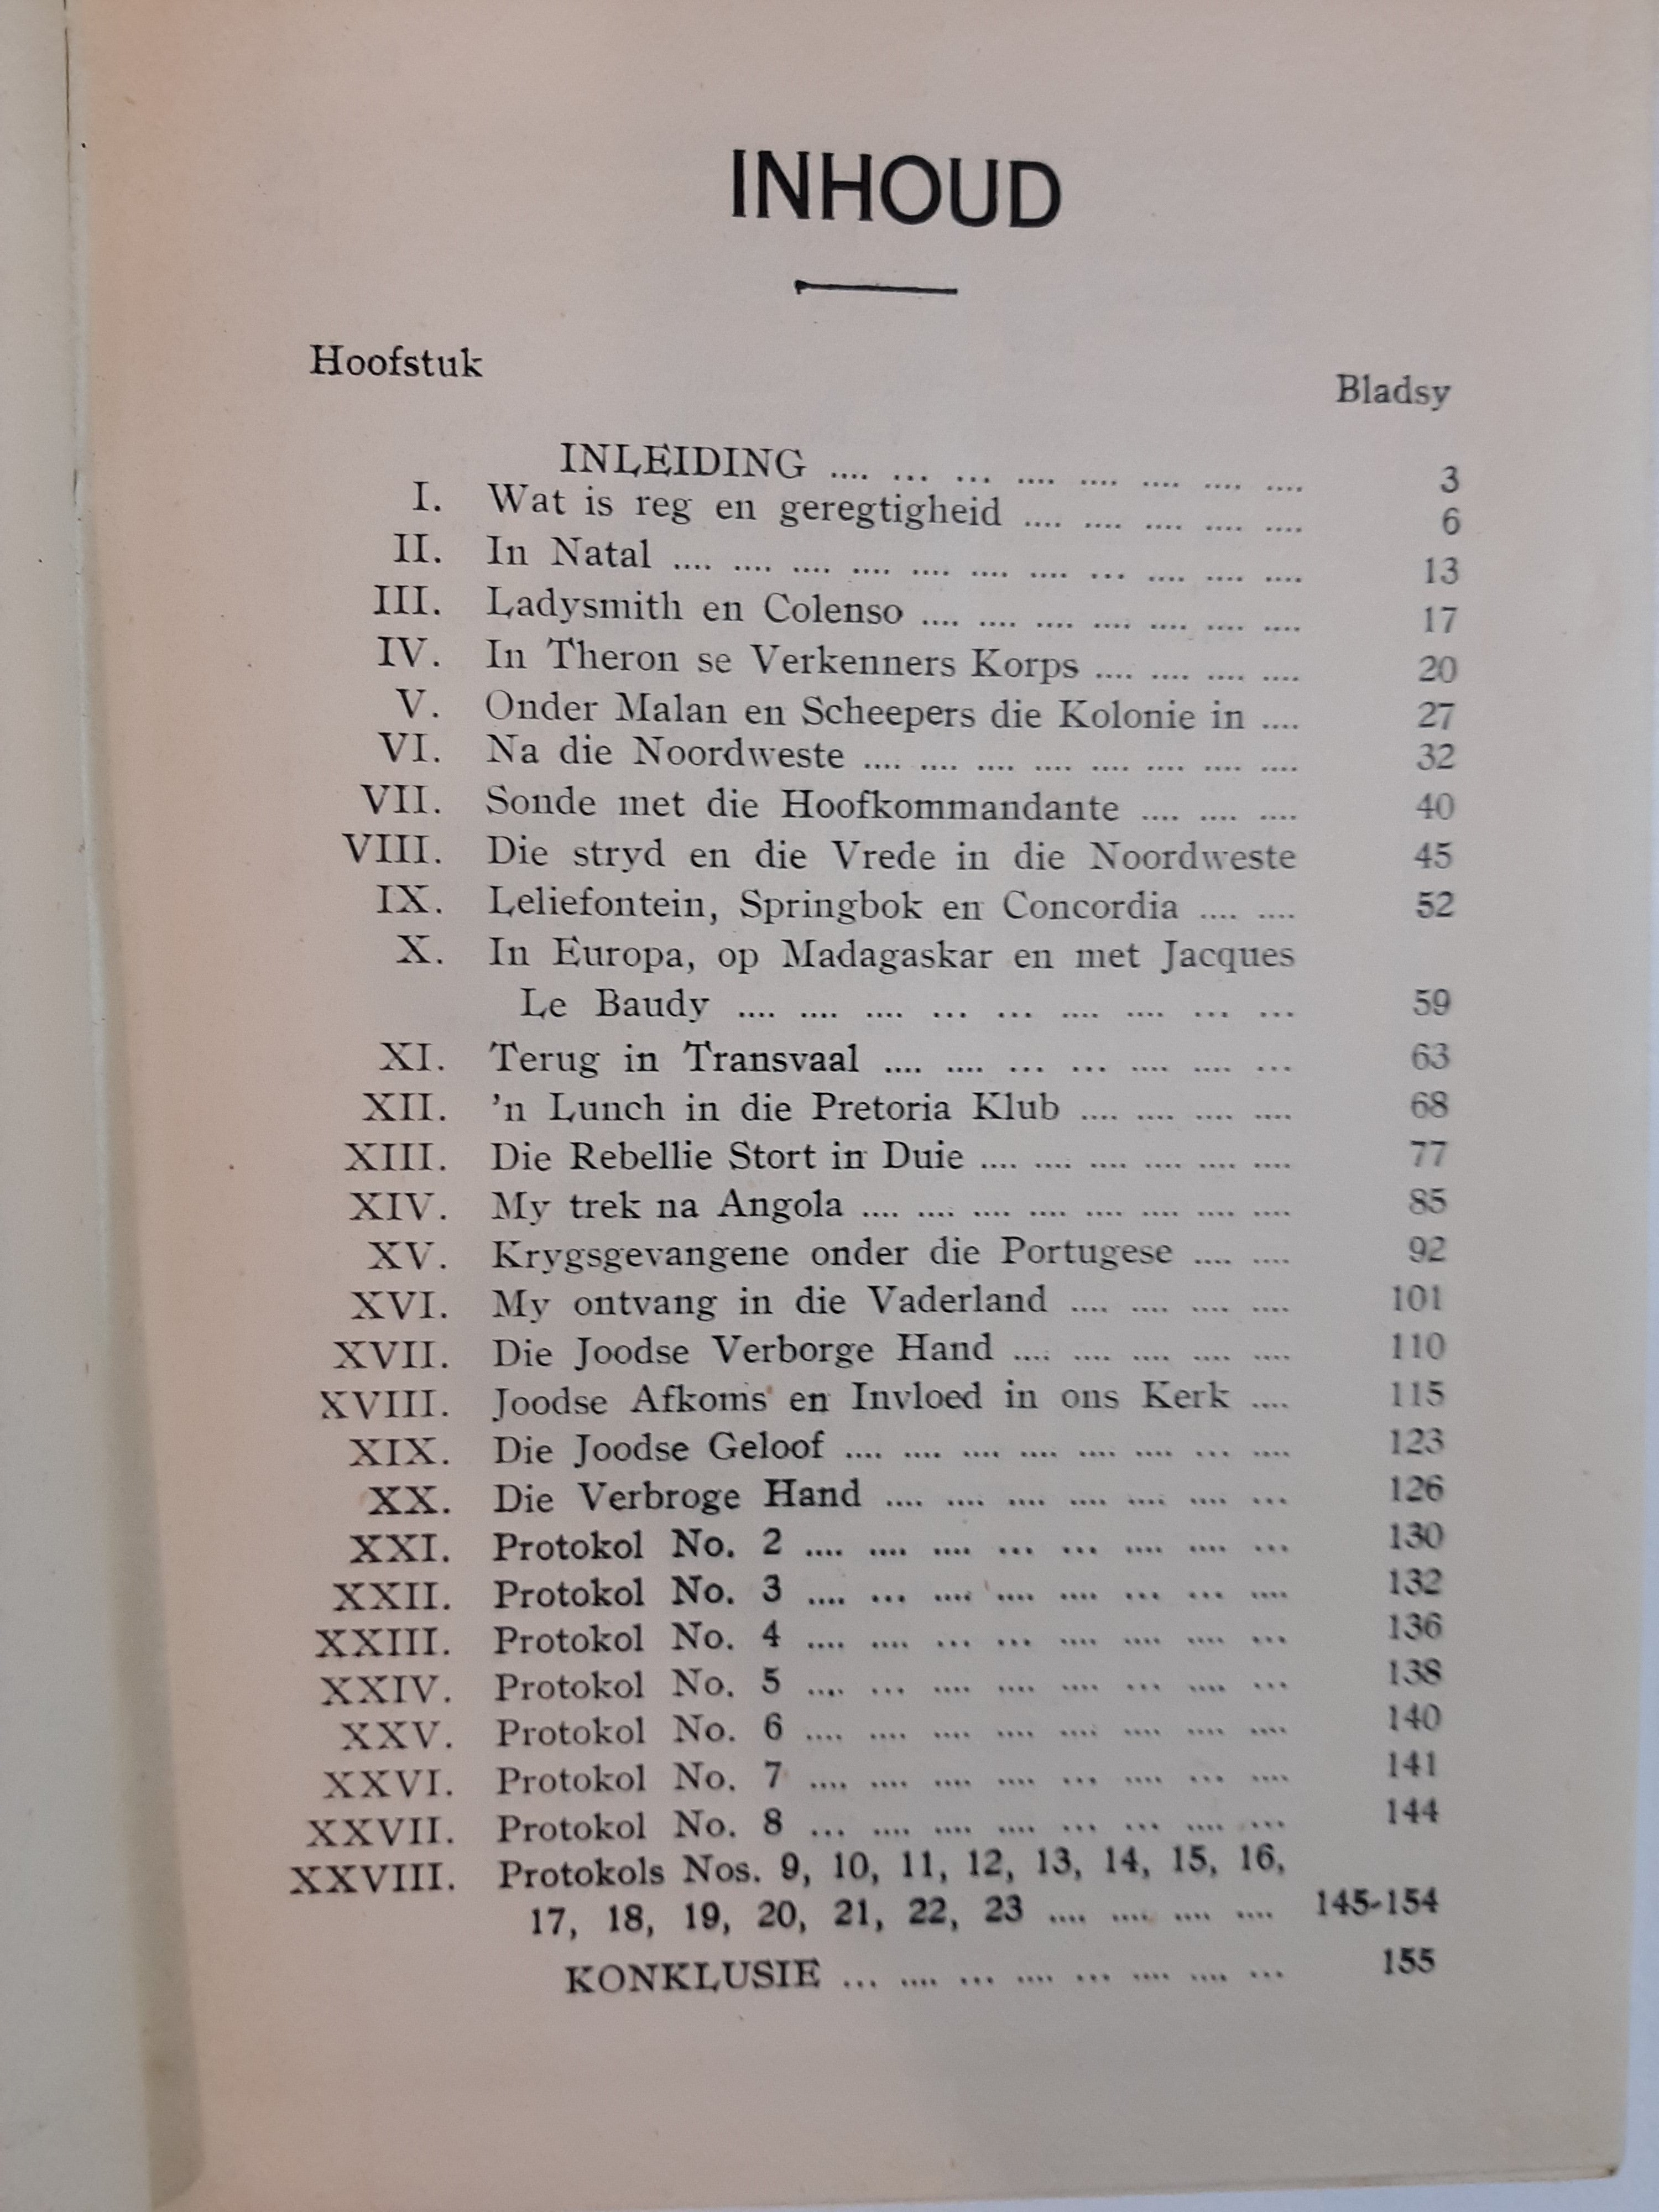 INHOUD
Hoofstuk
Bladsy
INLEIDING .... ... ... .... .... .... .... .... 3
I. Wat is reg en geregtigheid .... .... .... .... .... 6
II. In Natal .... .... .... .... .... .... .... ... .... .... .... 13
III. Ladysmith en Colenso .... .... .... .... .... .... .... 17
IV. In Theron se Verkenners Korps .... .... .... .... 20
V. Onder Malan en Scheepers die Kolonie in .... 27
VI. Na die Noordweste .... .... .... .... .... .... .... .... 32
VII. Sonde met die Hoofkommandante .... .... .... 40
VIII. Die stryd en die Vrede in die Noordweste 45
IX. Leliefontein, Springbok en Concordia .... .... 52
X. In Europa, op Madagaskar en met Jacques
Le Baudy .... .... .... ... ... .... .... ... ... 59
XI. Terug in Transvaal .... .... ... ... .... .... ... 63
XII. 'n Lunch in die Pretoria Klub .... .... .... .... 68
XIII. Die Rebellie Stort in Duie .... .... .... .... .... .... 77
XIV. My trek na Angola .... .... .... .... .... .... .... .... 85
XV. Krygsgevangene onder die Portugese .... .... 92
XVI. My ontvang in die Vaderland .... .... .... .... 101
XVII. Die Joodse Verborge Hand .... .... .... .... .... 110
XVIII. Joodse Afkoms en Invloed in ons Kerk .... 115
XIX. Die Joodse Geloof .... .... .... .... .... .... ... .... 123
XX. Die Verbroge Hand .... .... .... .... .... .... ... 126
XXI. Protokol No. 2 .... .... .... ... ... .... .... ... 130
XXII. Protokol No. 3 .... ... .... .... .... ... ... .... 132
XXIII. Protokol No. 4 .... .... ... ... .... .... .... ... 136
XXIV. Protokol No. 5 .... ... .... .... .... ... .... ... 138
XXV. Protokol No. 6 .... .... .... .... .... .... .... .... 140
XXVI. Protokol No. 7 .... .... .... .... ... .... ... .... 141
XXVII. Protokol No. 8 ... .... .... .... ... ... .... ... 144
XXVIII. Protokols Nos. 9, 10, 11, 12, 13, 14, 15, 16,
17, 18, 19, 20, 21, 22, 23 .... .... .... .... 145-154
KONKLUSIE ... .... ... .... ... .... .... ... 155